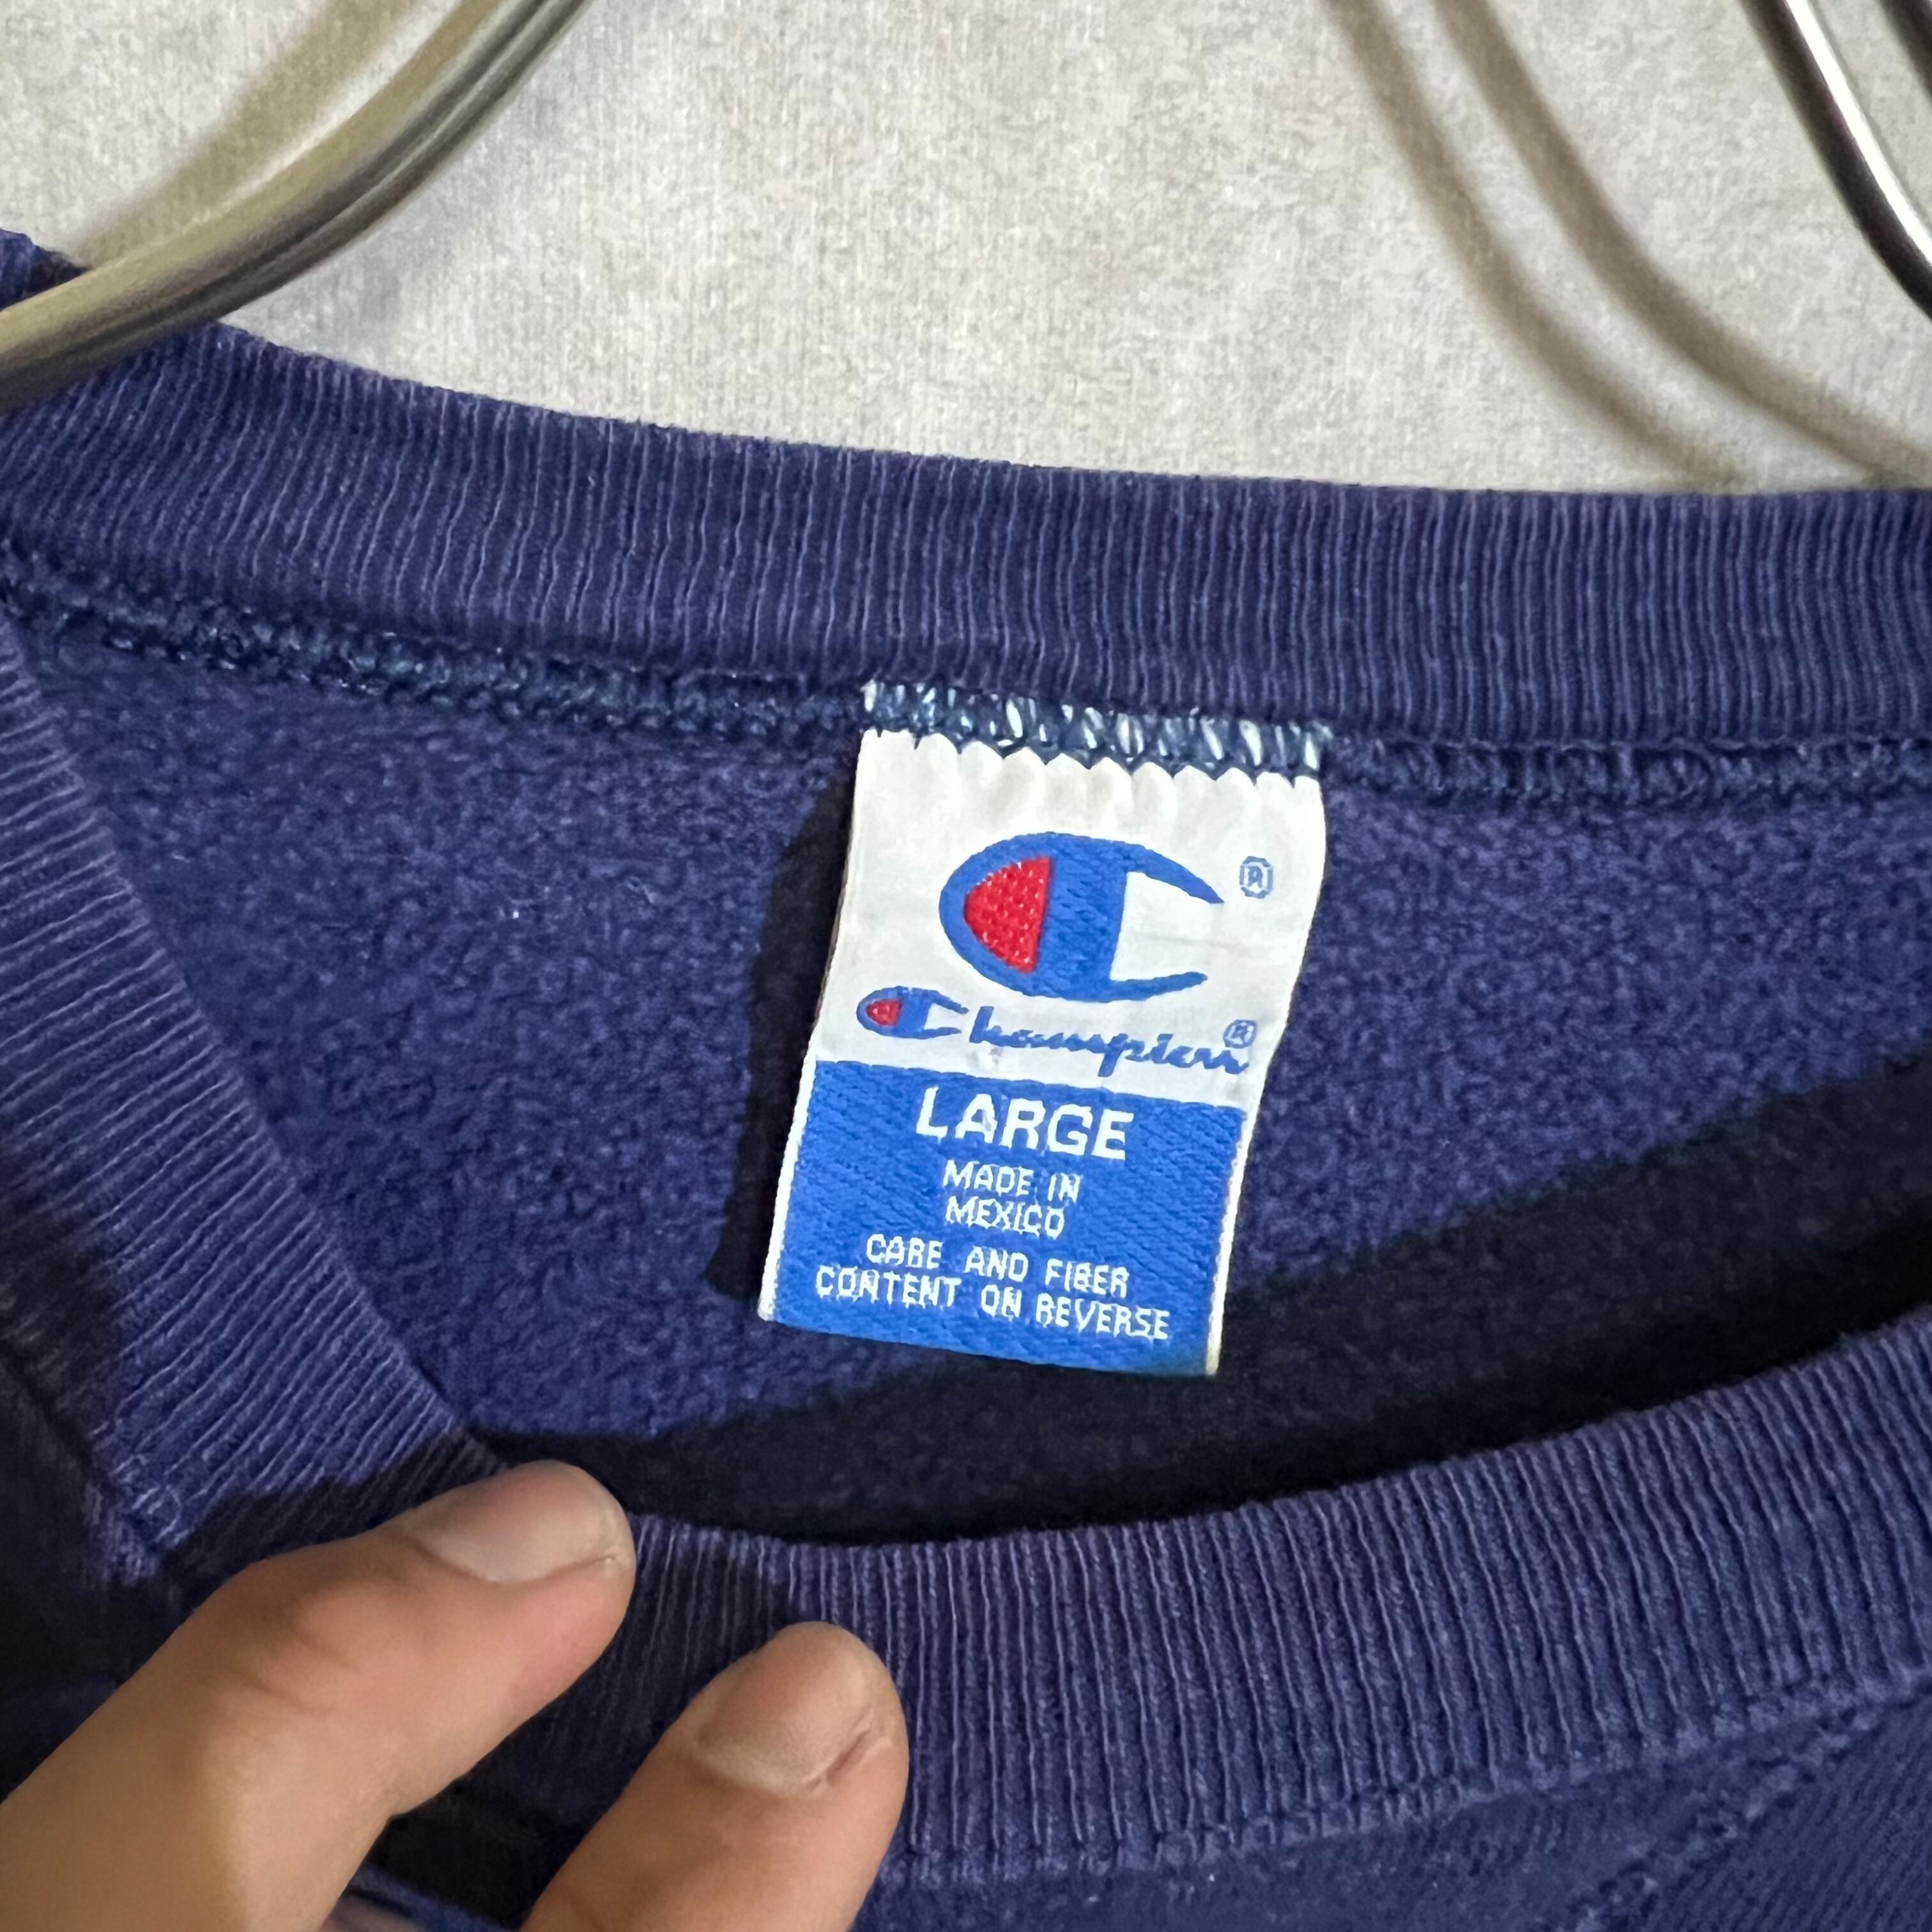 ®
Champion®
LARGE
MADE IN
MEXICO
CARE AND FIBER
CONTENT ON REVERSE